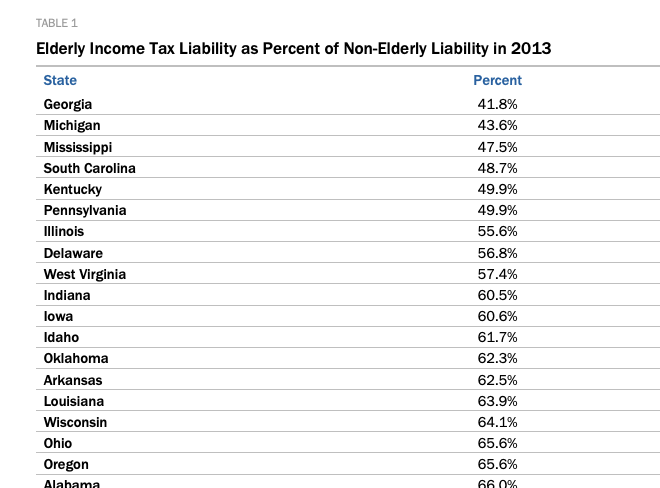 TABLE 1
Elderly Income Tax Liability as Percent of Non-Elderly Liability in 2013
State Percent
Georgia 41.8%
Michigan 43.6%
Mississippi 47.5%
South Carolina 48.7%
Kentucky 49.9%
Pennsylvania 49.9%
Illinois 55.6%
Delaware 56.8%
West Virginia 57.4%
Indiana 60.5%
Iowa 60.6%
Idaho 61.7%
Oklahoma 62.3%
Arkansas 62.5%
Louisiana 63.9%
Wisconsin 64.1%
Ohio 65.6%
Oregon 65.6%
Alabama 66.0%